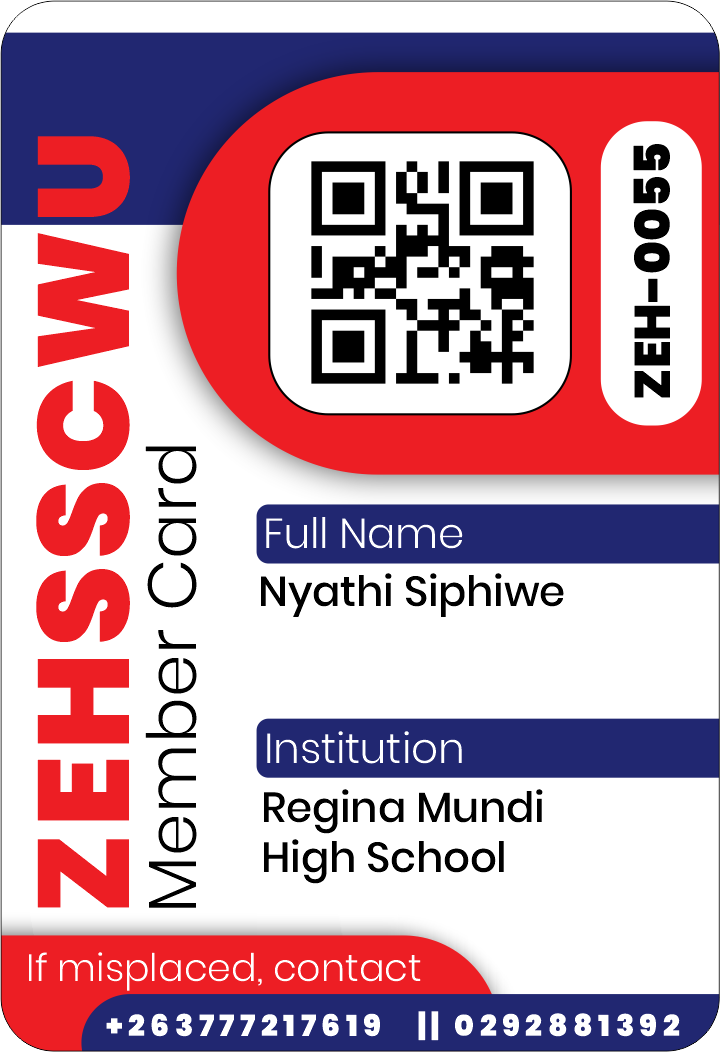 ZEHSSCWU
Member Card
ZEH-0055
Full Name
Nyathi Siphiwe
Institution
Regina Mundi
High School
If misplaced, contact
+263777217619 || 0292881392